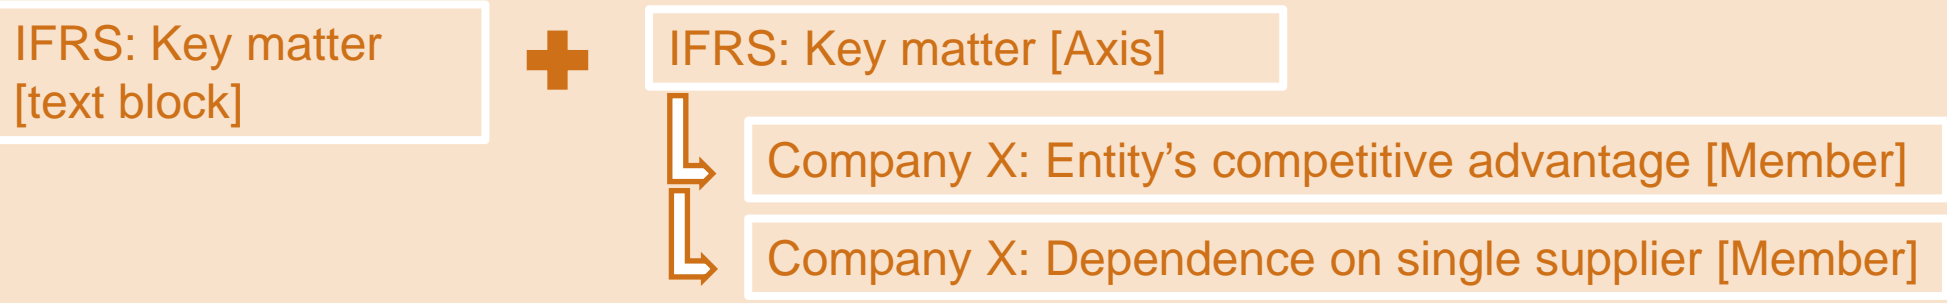 IFRS: Key matter
[text block]
IFRS: Key matter [Axis]
Company X: Entity’s competitive advantage [Member]
Company X: Dependence on single supplier [Member]